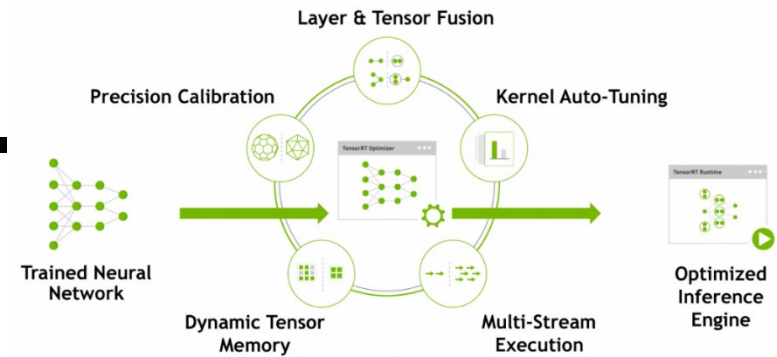 Layer & Tensor Fusion
Precision Calibration
Kernel Auto-Tuning
TensorRT Optimizer
TensorRT Runtime
Trained Neural
Network
Optimized
Inference
Engine
Dynamic Tensor
Memory
Multi-Stream
Execution